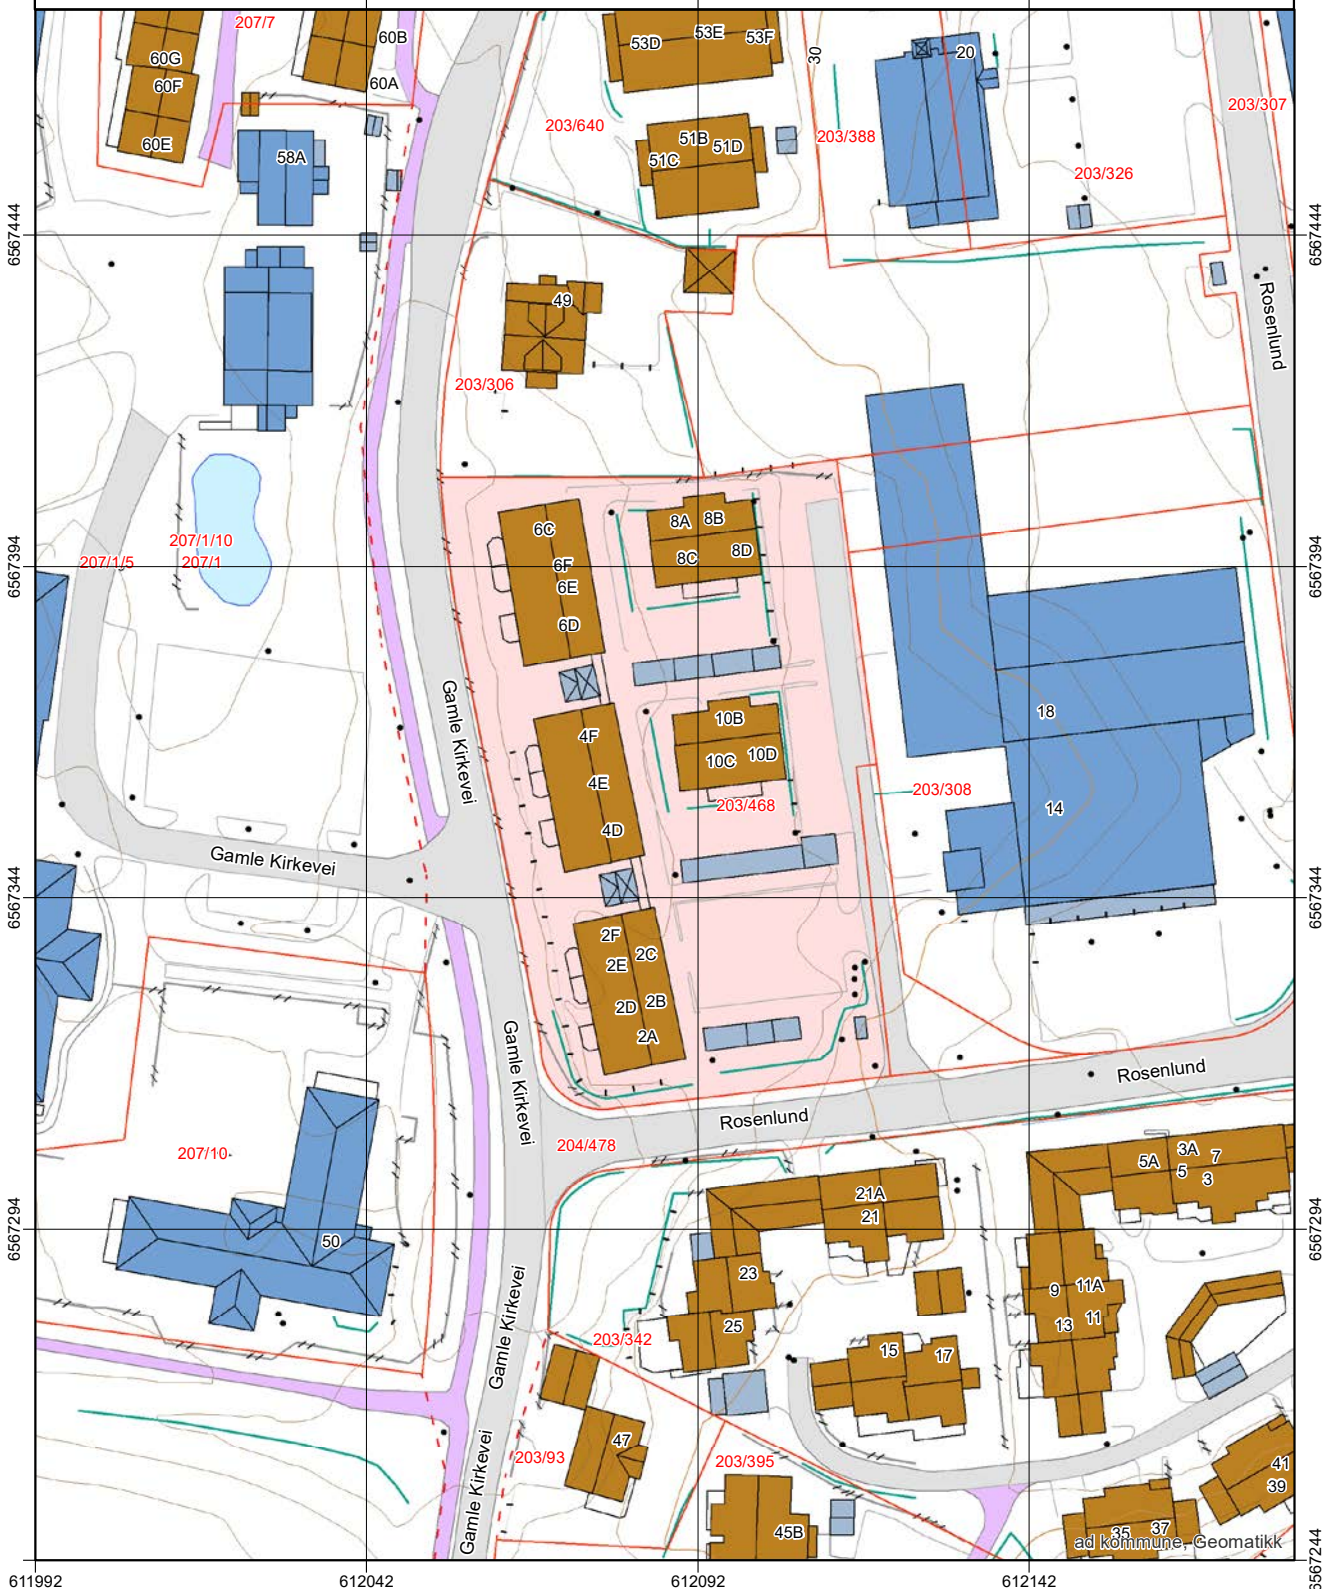 207/7
60B
53D
53E
53F
30
20
60G
60F
60A
60E
58A
203/640
51B
51C
51D
203/388
203/307
203/326
6567444
6567444
49
Rosenlund
203/306
6C
8A
8B
8C
8D
6F
6E
6D
207/1/10
207/1/5
207/1
6567394
6567394
Gamle Kirkevei
4F
4E
4D
10B
10C
10D
203/468
18
203/308
14
Gamle Kirkevei
6567344
6567344
2F
2C
2E
2B
2D
2A
Gamle Kirkevei
Rosenlund
Rosenlund
204/478
207/10
5A
3A
7
5
3
21A
21
6567294
6567294
50
23
25
9
11A
13
11
Gamle Kirkevei
203/342
15
17
47
203/93
203/395
Gamle Kirkevei
41
39
45B
35
37
ad kommune, Geomatikk
6567244
611992
612042
612092
612142